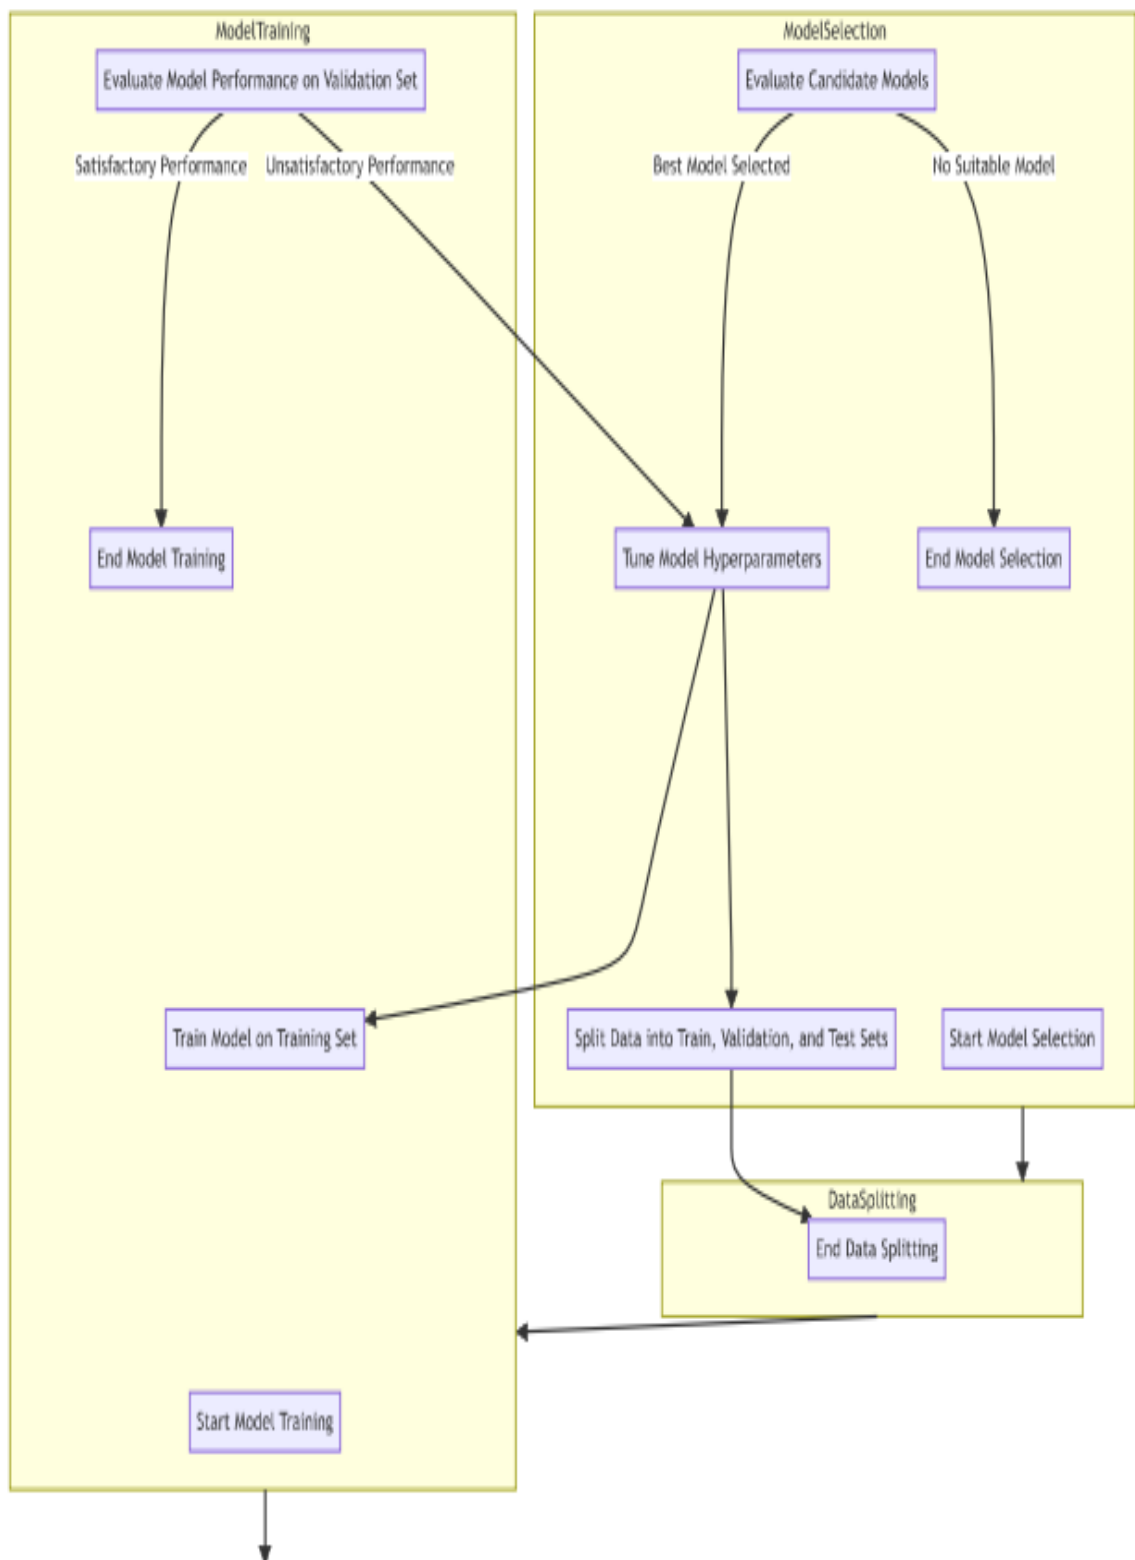 ModelTraining
Evaluate Model Performance on Validation Set
Satisfactory Performance
Unsatisfactory Performance
End Model Training
Train Model on Training Set
Start Model Training
ModelSelection
Evaluate Candidate Models
Best Model Selected
No Suitable Model
Tune Model Hyperparameters
End Model Selection
Split Data into Train, Validation, and Test Sets
Start Model Selection
DataSplitting
End Data Splitting